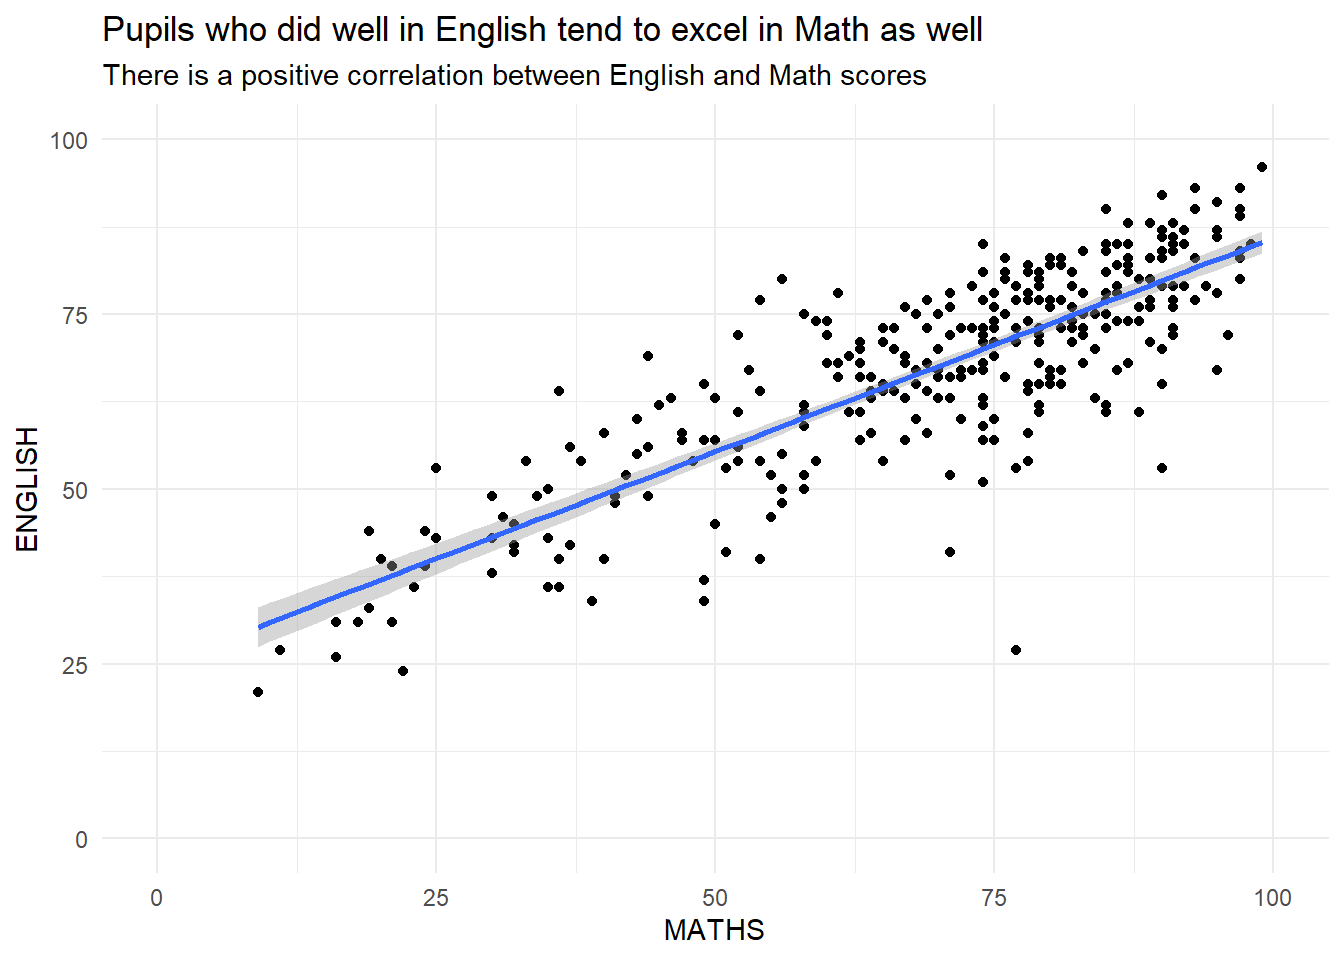 Pupils who did well in English tend to excel in Math as well
There is a positive correlation between English and Math scores
100
75
50
25
0
ENGLISH
0 25 50 75 100
MATHS